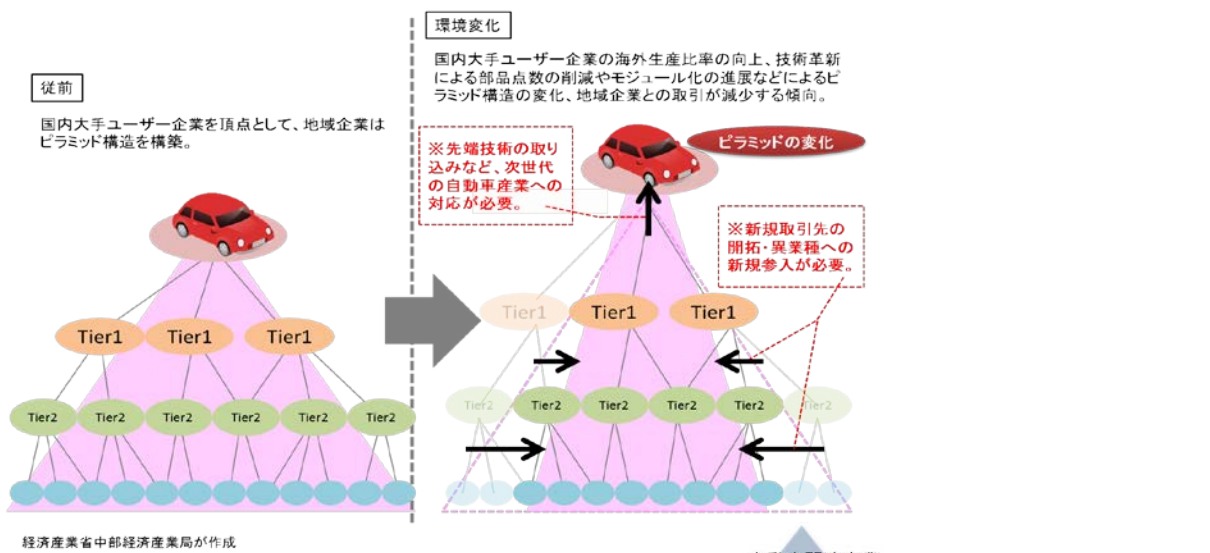 従前
国内大手ユーザー企業を頂点として、地域企業は
ピラミッド構造を構築。
Tier1
Tier1
Tier1
Tier2
Tier2
Tier2
Tier2
Tier2
Tier2
経済産業省中部経済産業局が作成
環境変化
国内大手ユーザー企業の海外生産比率の向上、技術革新
による部品点数の削減やモジュール化の進展などによるピ
ラミッド構造の変化、地域企業との取引が減少する傾向。
※先端技術の取り
込みなど、次世代
の自動車産業への
対応が必要。
ピラミッドの変化
※新規取引先の
開拓・異業種への
新規参入が必要。
Tier1
Tier1
Tier1
Tier2
Tier2
Tier2
Tier2
Tier2
Tier2